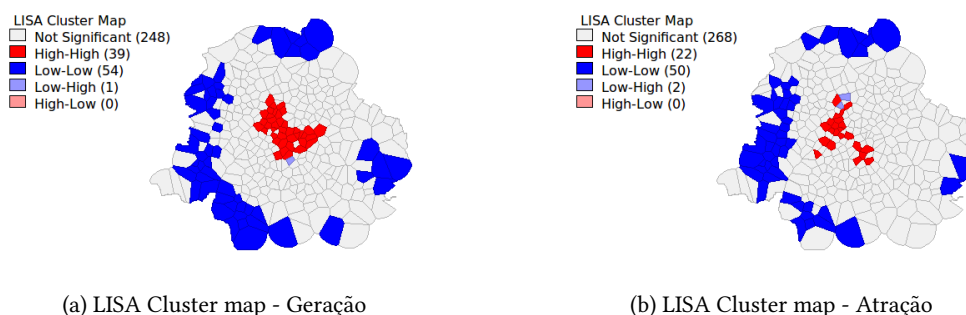 LISA Cluster Map
Not Significant (248)
High-High (39)
Low-Low (54)
Low-High (1)
High-Low (0)
(a) LISA Cluster map - Geração
LISA Cluster Map
Not Significant (268)
High-High (22)
Low-Low (50)
Low-High (2)
High-Low (0)
(b) LISA Cluster map - Atração